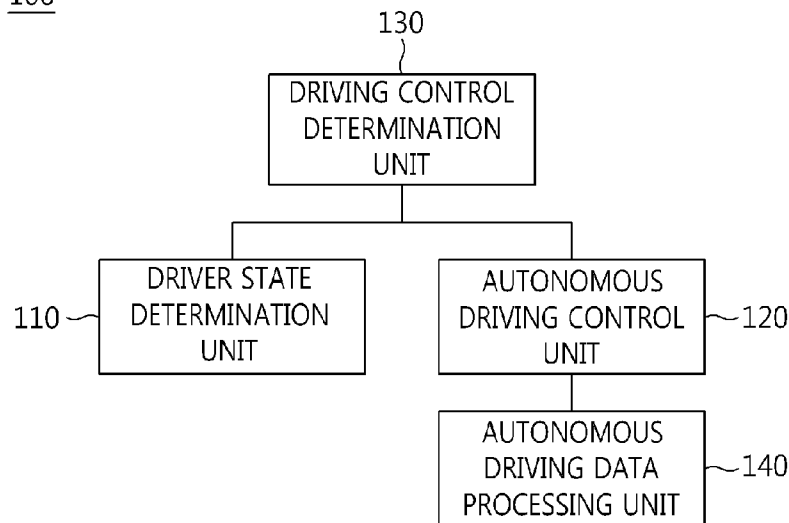 130
DRIVING CONTROL
DETERMINATION
UNIT
DRIVER STATE
DETERMINATION
UNIT
110
AUTONOMOUS
DRIVING CONTROL
UNIT
120
AUTONOMOUS
DRIVING DATA
PROCESSING UNIT
140